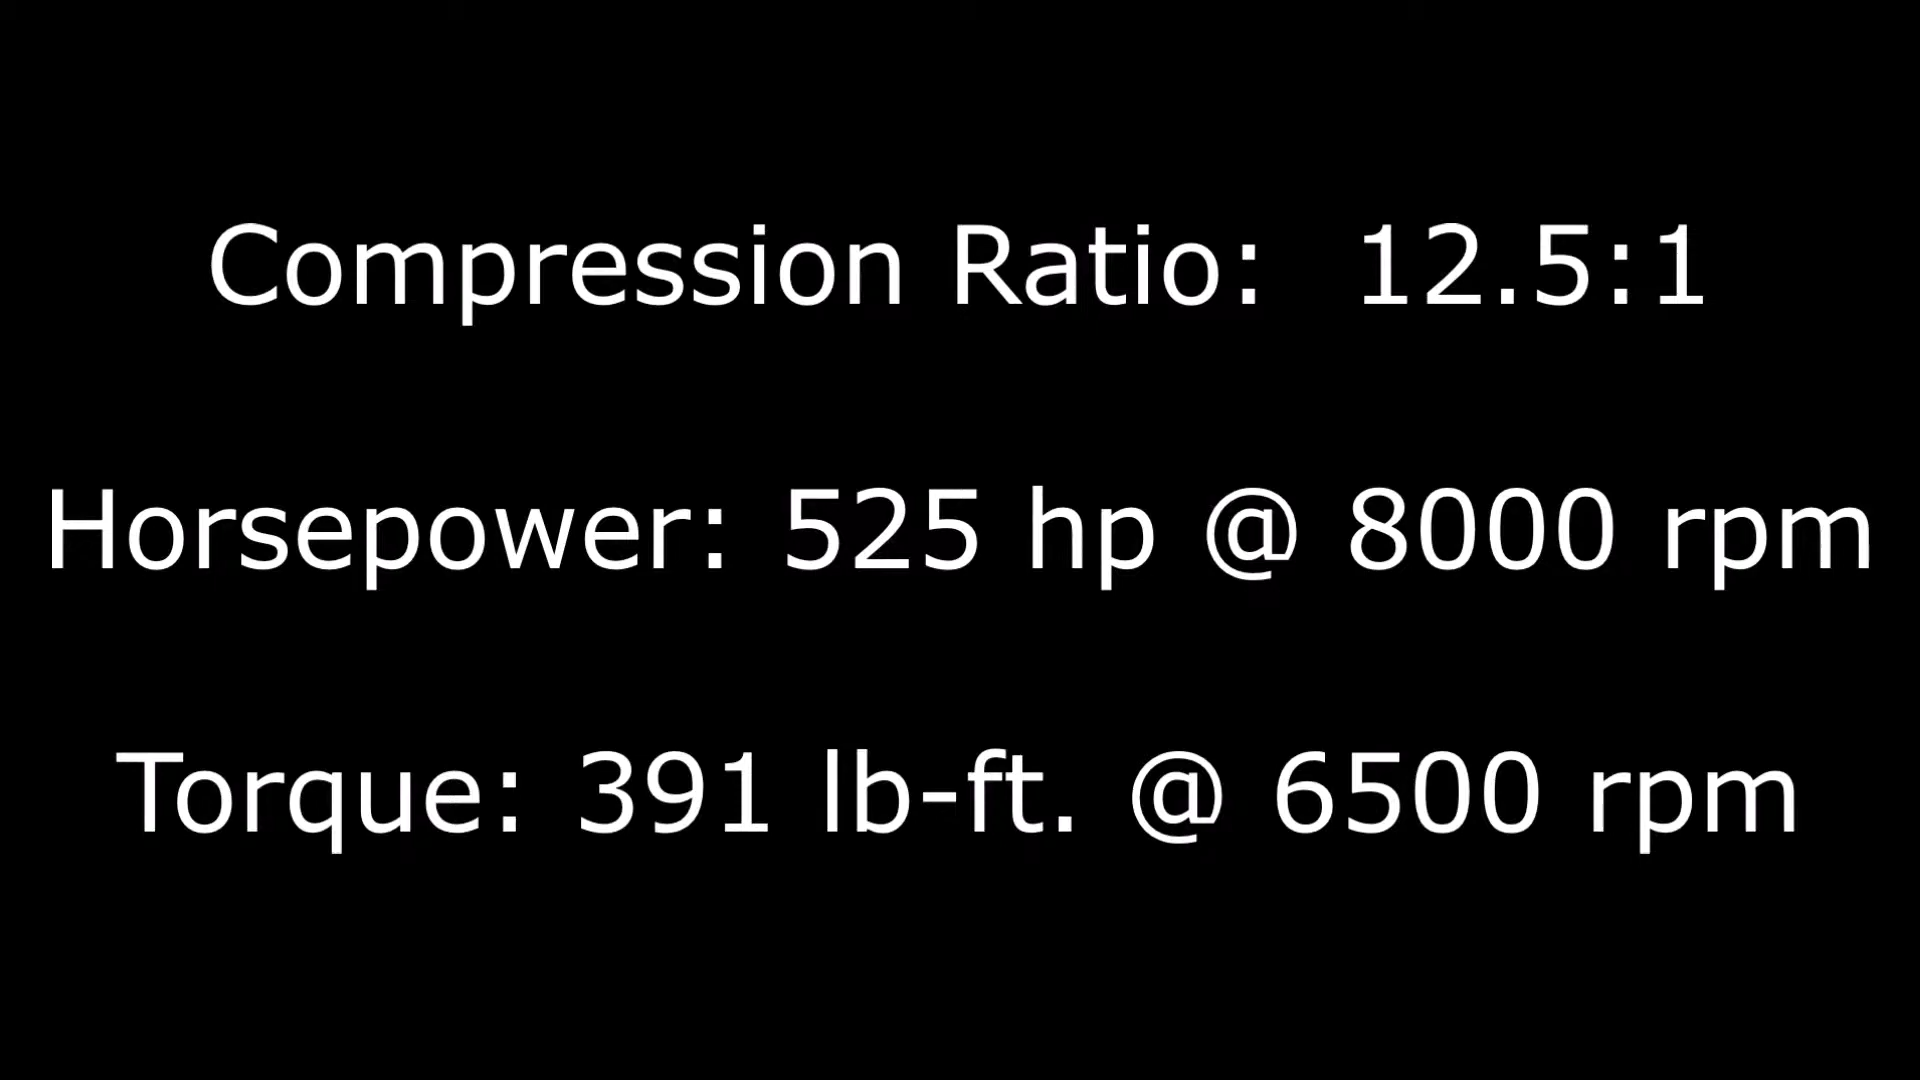 Compression Ratio:  12.5:1
Horsepower: 525 hp @ 8000 rpm
Torque: 391 lb-ft. @ 6500 rpm